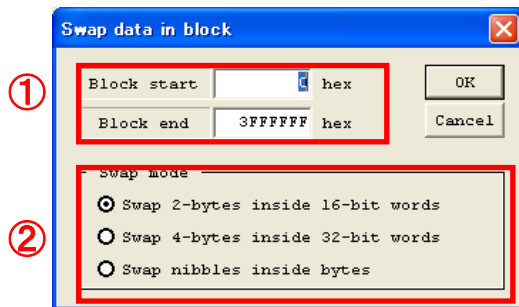 Swap data in block
① Block start 0 hex OK
Block end 3FFFFFF hex Cancel
Swap mode
② Swap 2-bytes inside 16-bit words
Swap 4-bytes inside 32-bit words
Swap nibbles inside bytes